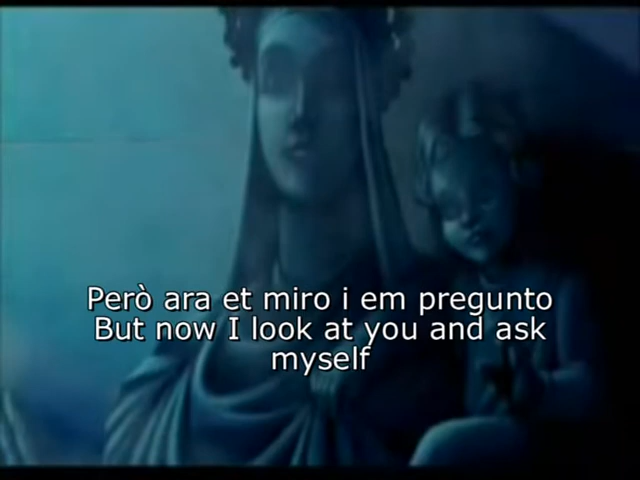 Però ara et miro i em pregunto
But now I look at you and ask
myself